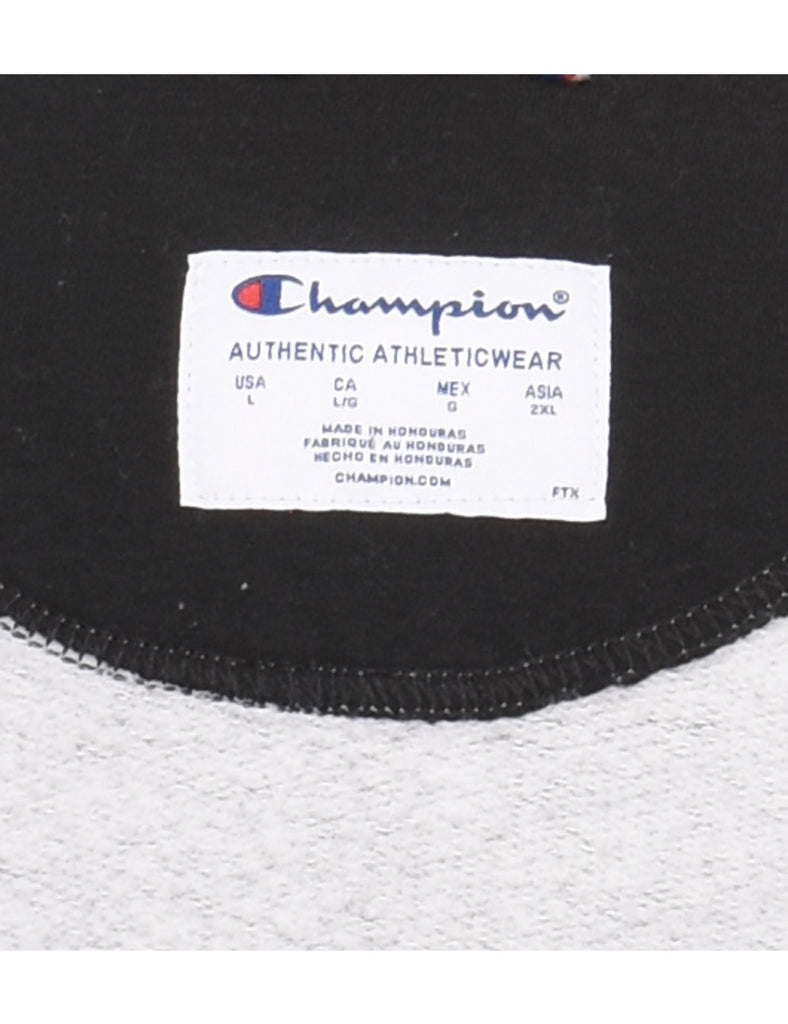 Champion®
AUTHENTIC ATHLETICWEAR
USA CA MEX ASIA
L L/G G 2XL
MADE IN HONDURAS
FABRIQUÉ AU HONDURAS
HECHO EN HONDURAS
CHAMPION.COM
FTX